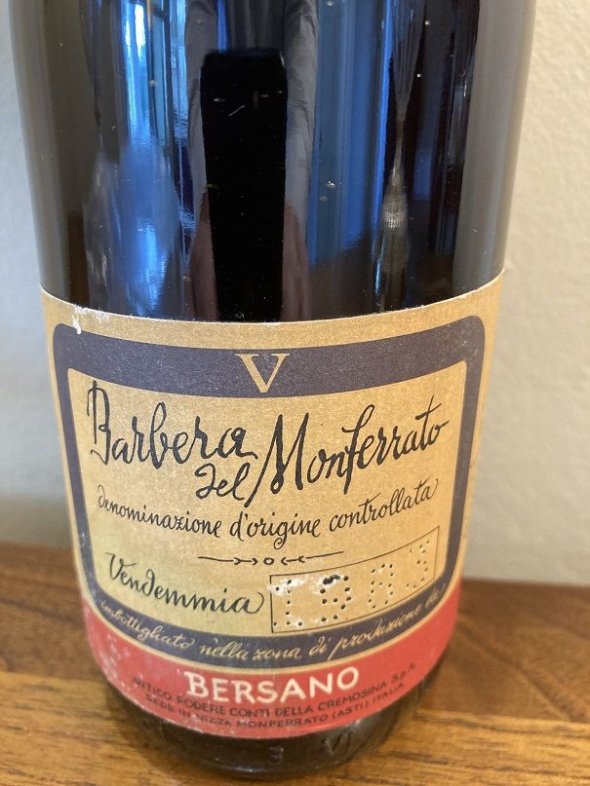 V
Barbera
del Monferrato
denominazione d'origine controllata
Vendemmia
imbottigliato nella zona di produzione da
BERSANO
ANTICO PODERE CONTI DELLA CREMOSINA S.p.A.
SEDE IN NIZZA MONFERRATO (ASTI) ITALIA